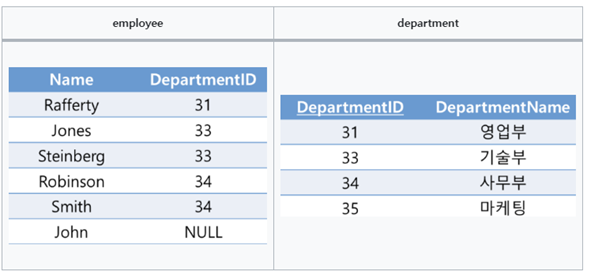 employee department
Name DepartmentID
Rafferty 31
Jones 33
Steinberg 33
Robinson 34
Smith 34
John NULL
DepartmentID DepartmentName
31 영업부
33 기술부
34 사무부
35 마케팅